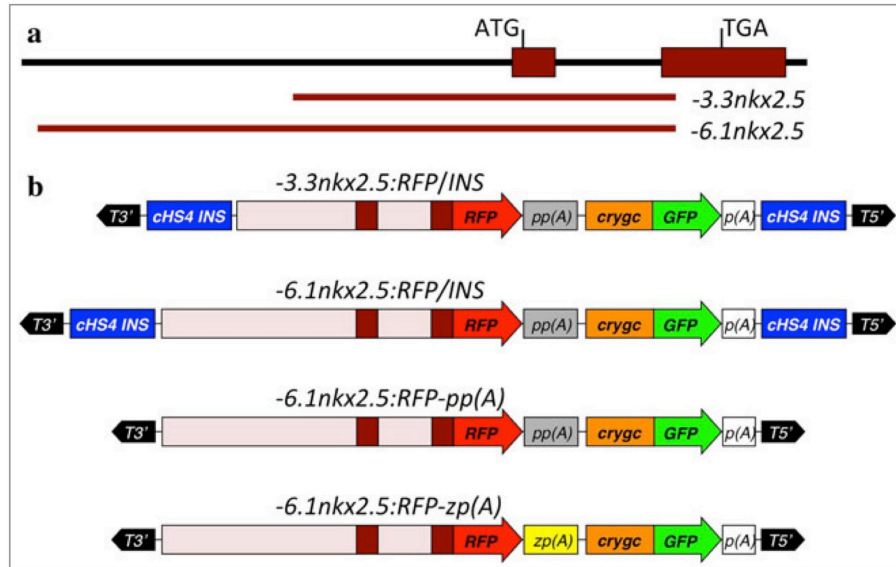 a
ATG TGA
-3.3nkx2.5
-6.1nkx2.5
b
-3.3nkx2.5:RFP/INS
T3' cHS4 INS RFP pp(A) crygc GFP p(A) cHS4 INS T5'
-6.1nkx2.5:RFP/INS
T3' cHS4 INS RFP pp(A) crygc GFP p(A) cHS4 INS T5'
-6.1nkx2.5:RFP-pp(A)
T3' RFP pp(A) crygc GFP p(A) T5'
-6.1nkx2.5:RFP-zp(A)
T3' RFP zp(A) crygc GFP p(A) T5'